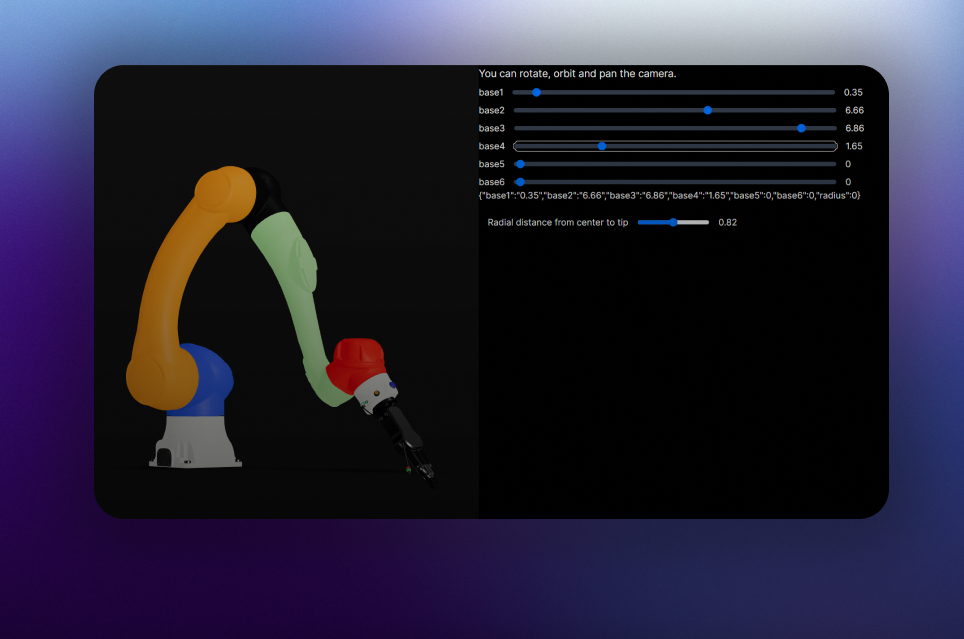 You can rotate, orbit and pan the camera.
base1 0.35
base2 6.66
base3 6.86
base4 1.65
base5 0
base6 0
{"base1":"0.35","base2":"6.66","base3":"6.86","base4":"1.65","base5":0,"base6":0,"radius":0}
Radial distance from center to tip 0.82